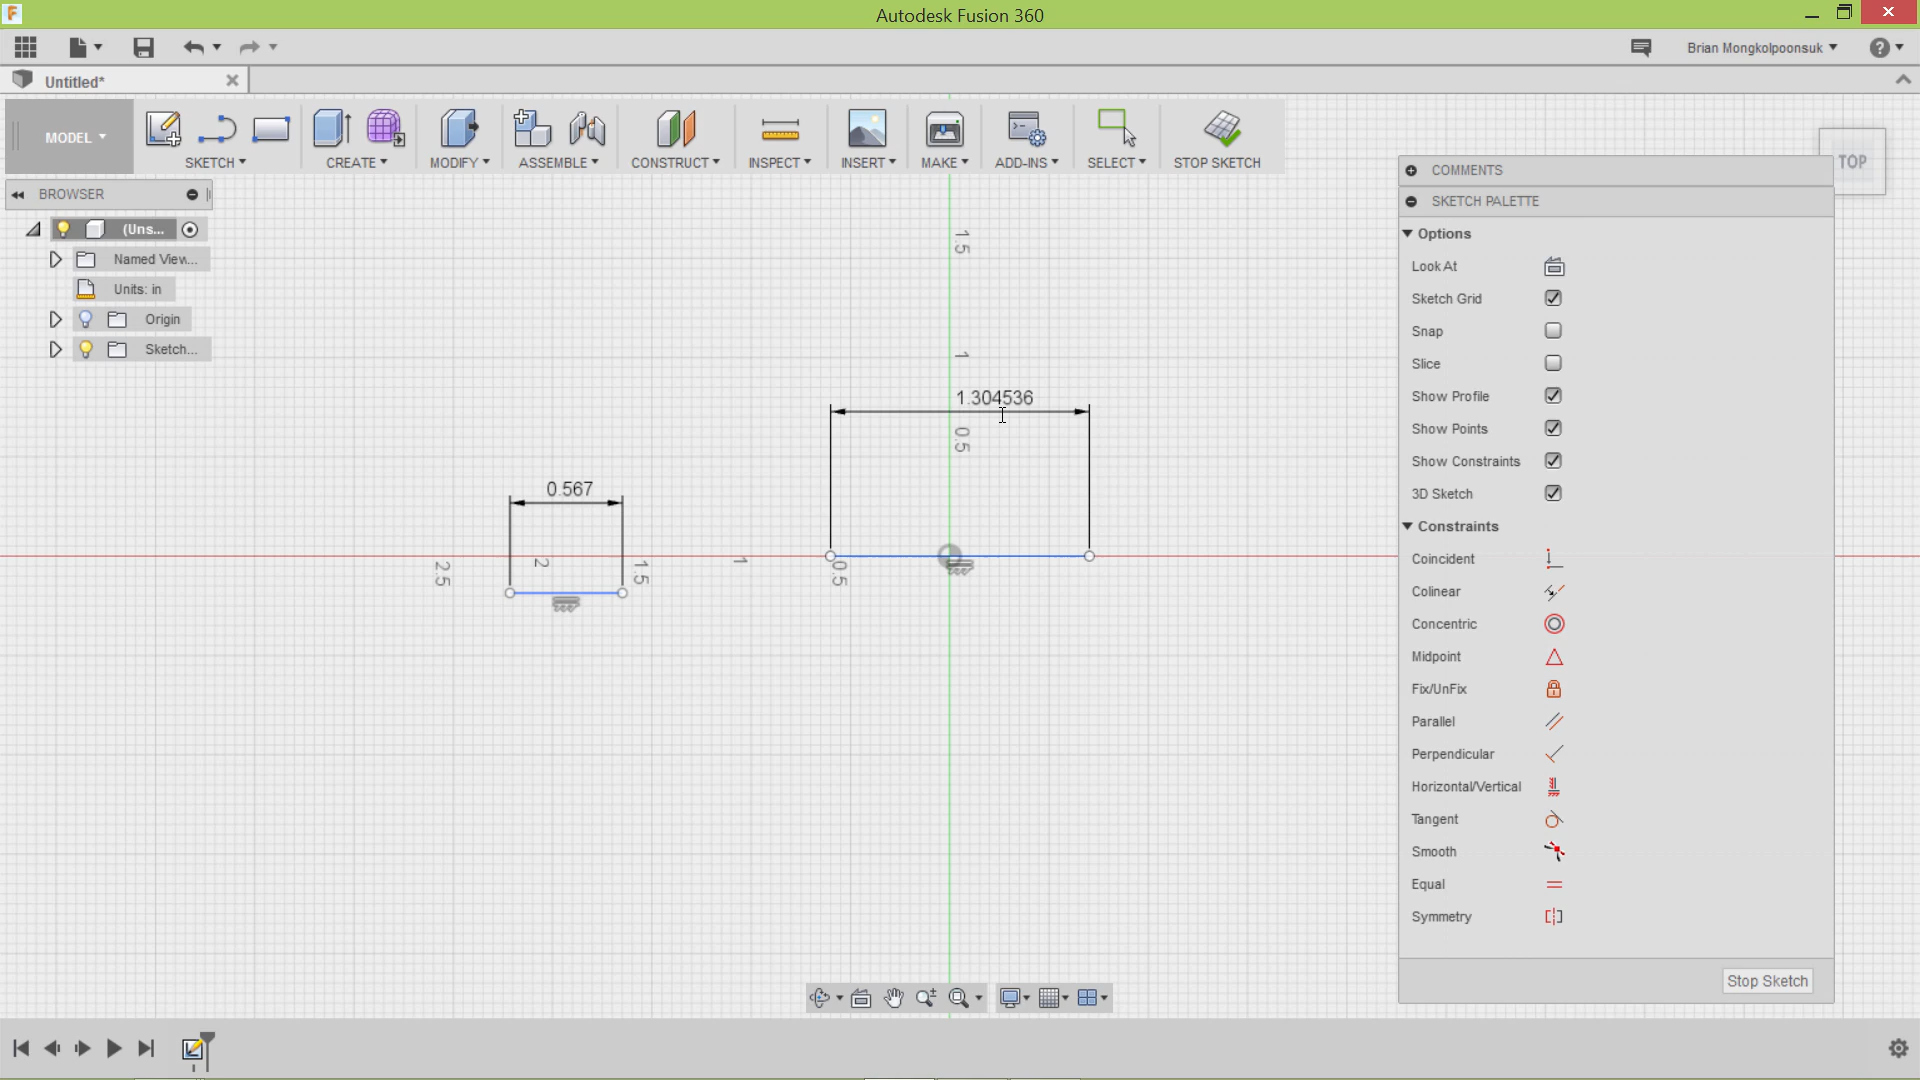 F
Autodesk Fusion 360
Brian Mongkolpoonsuk
?
Untitled*
MODEL
SKETCH
CREATE
MODIFY
ASSEMBLE
CONSTRUCT
INSPECT
INSERT
MAKE
ADD-INS
SELECT
STOP SKETCH
BROWSER
(Uns...
Named View...
Units: in
Origin
Sketch...
TOP
COMMENTS
SKETCH PALETTE
Options
Look At
Sketch Grid
Snap
Slice
Show Profile
Show Points
Show Constraints
3D Sketch
Constraints
Coincident
Colinear
Concentric
Midpoint
Fix/UnFix
Parallel
Perpendicular
Horizontal/Vertical
Tangent
Smooth
Equal
Symmetry
Stop Sketch
1.5
1
1.304536
0.5
0.567
2.5
2
1.5
1
0.5